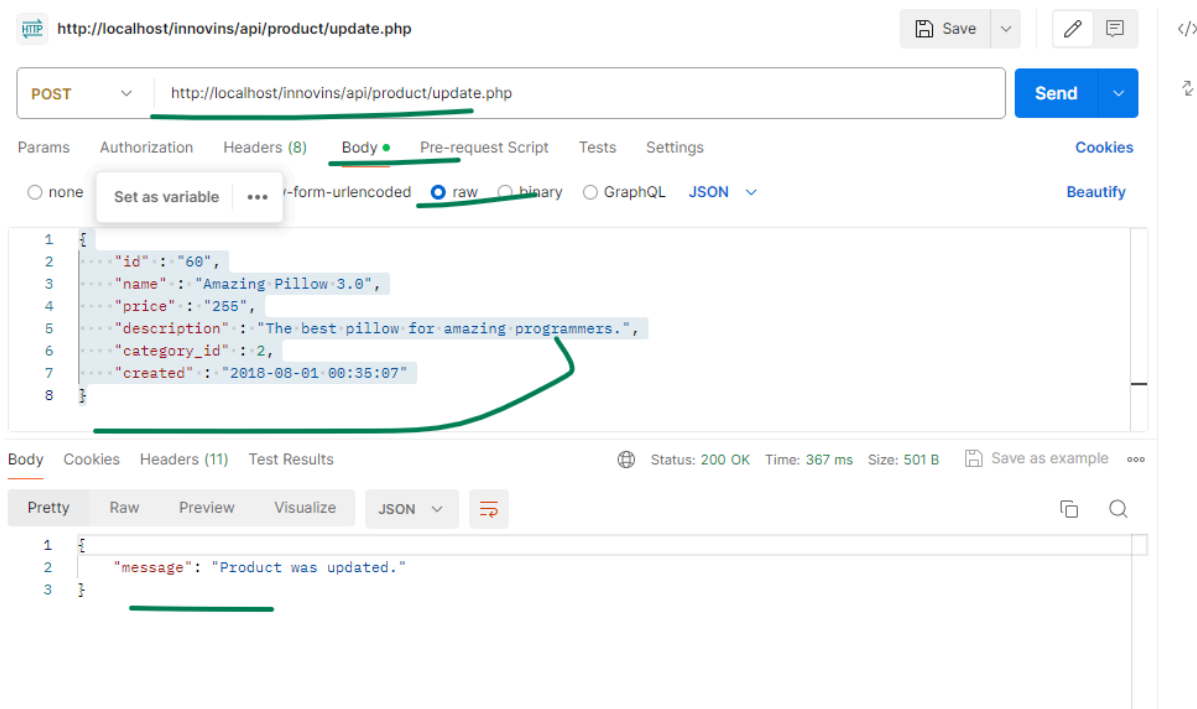 HTTP http://localhost/innovins/api/product/update.php Save
POST http://localhost/innovins/api/product/update.php Send
Params Authorization Headers (8) Body Pre-request Script Tests Settings Cookies
none Set as variable ••• -form-urlencoded raw binary GraphQL JSON Beautify
1 {
2 "id" : "60",
3 "name" : "Amazing Pillow 3.0",
4 "price" : "255",
5 "description" : "The best pillow for amazing programmers.",
6 "category_id" : 2,
7 "created" : "2018-08-01 00:35:07"
8 }
Body Cookies Headers (11) Test Results Status: 200 OK Time: 367 ms Size: 501 B Save as example
Pretty Raw Preview Visualize JSON
1 {
2 "message": "Product was updated."
3 }